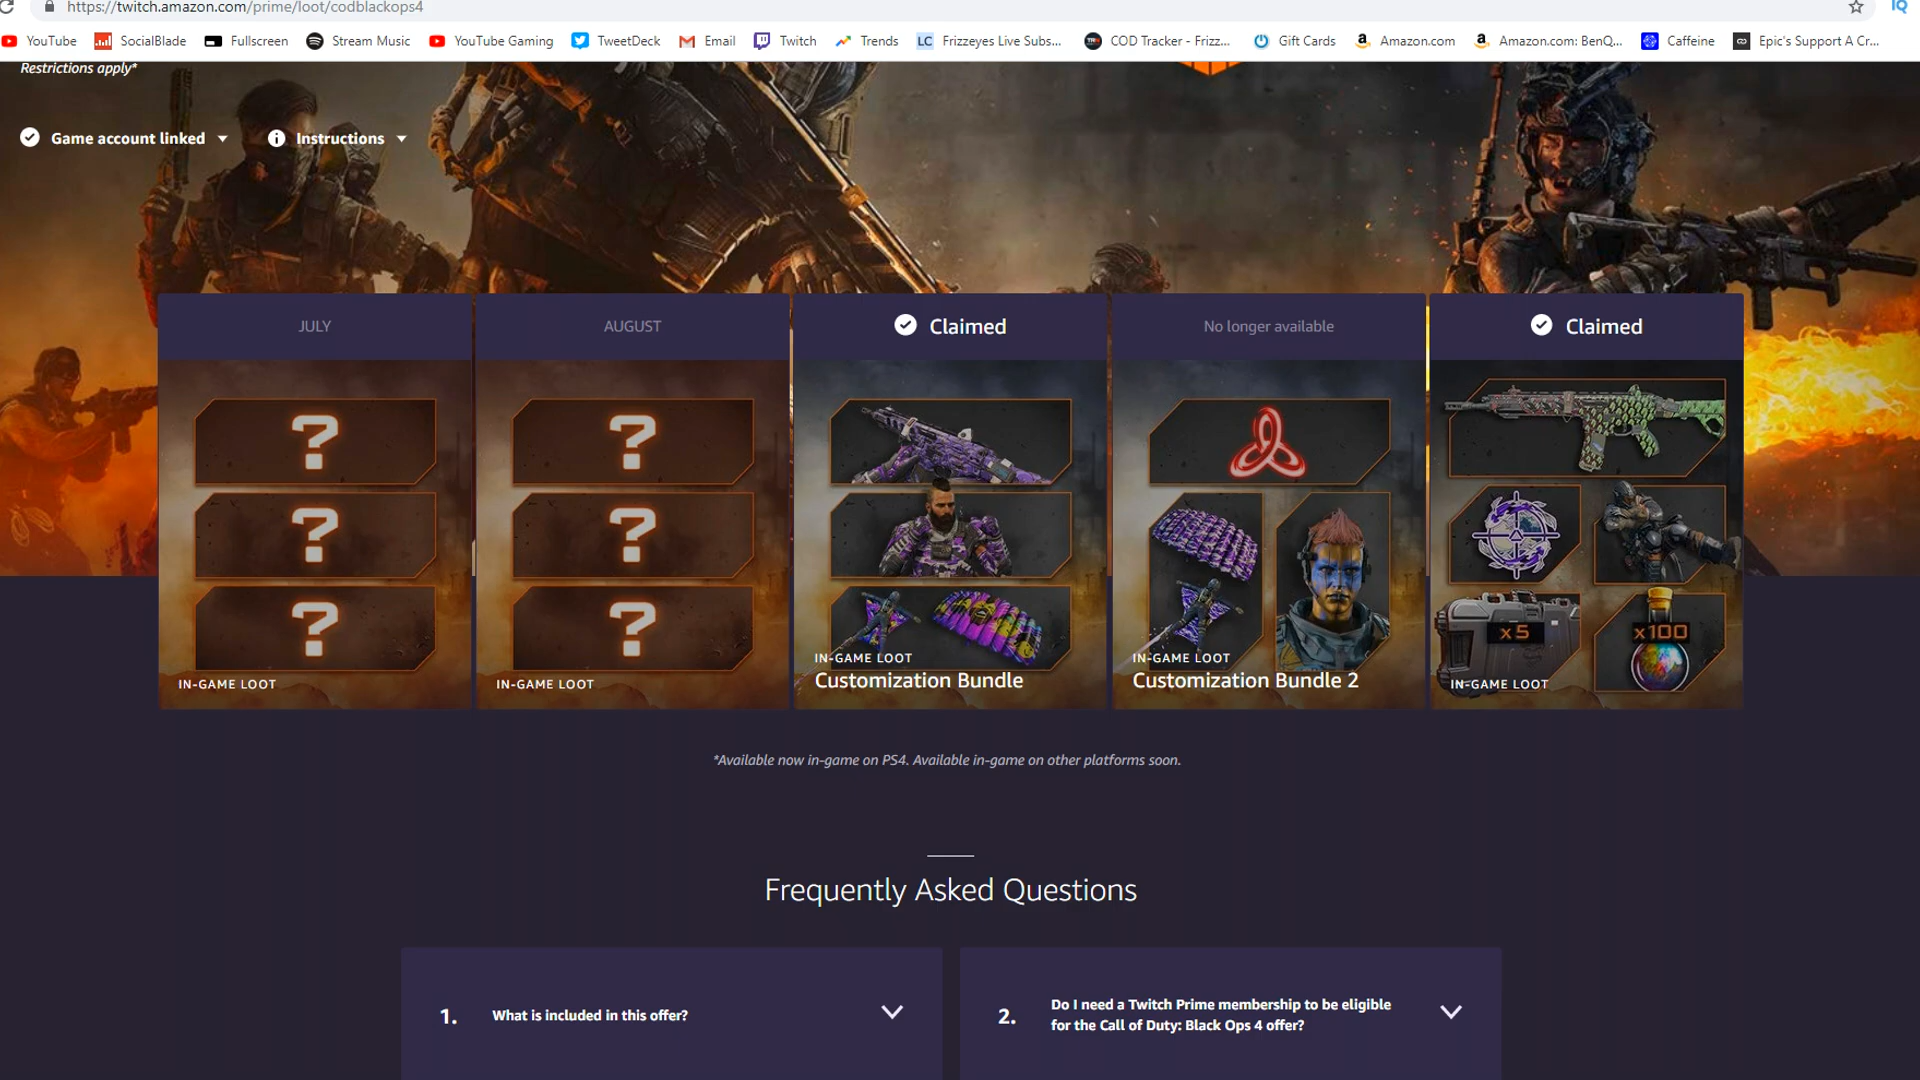 https://twitch.amazon.com/prime/loot/codblackops4
YouTube SocialBlade Fullscreen Stream Music YouTube Gaming TweetDeck Email Twitch Trends LC Frizzeyes Live Subs... COD Tracker - Frizz... Gift Cards Amazon.com Amazon.com: BenQ... Caffeine Epic's Support A Cr...
Restrictions apply*
Game account linked Instructions
JULY
? ? ?
IN-GAME LOOT
AUGUST
? ? ?
IN-GAME LOOT
Claimed
IN-GAME LOOT
Customization Bundle
No longer available
IN-GAME LOOT
Customization Bundle 2
Claimed
x5
x100
IN-GAME LOOT
*Available now in-game on PS4. Available in-game on other platforms soon.
Frequently Asked Questions
1. What is included in this offer?
2. Do I need a Twitch Prime membership to be eligible
for the Call of Duty: Black Ops 4 offer?